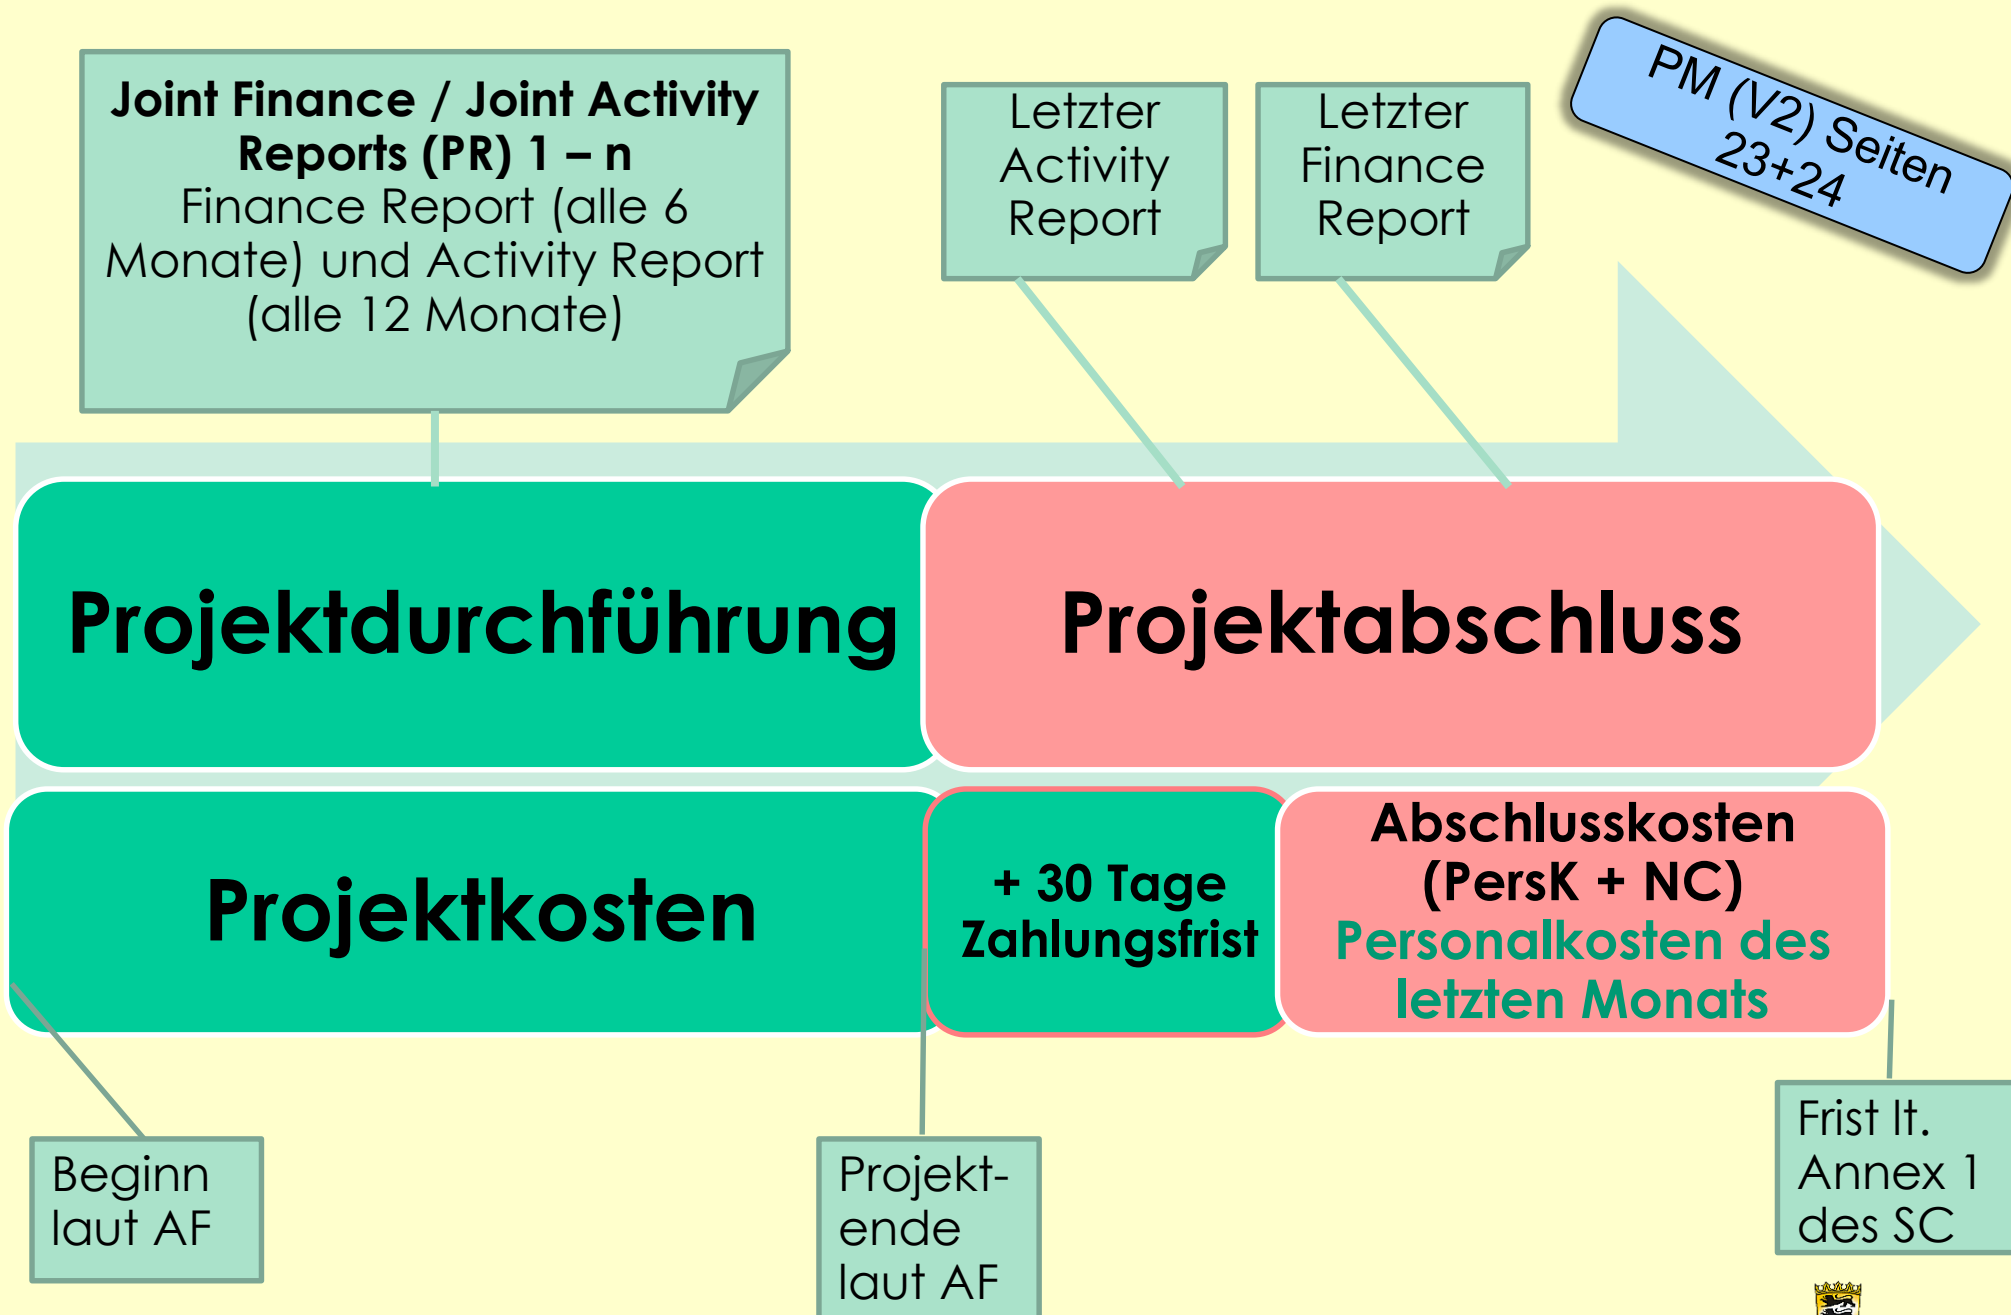 Joint Finance / Joint Activity
Reports (PR) 1 – n
Finance Report (alle 6
Monate) und Activity Report
(alle 12 Monate)
Letzter
Activity
Report
Letzter
Finance
Report
PM (V2) Seiten
23+24
Projektdurchführung
Projektabschluss
Projektkosten
+ 30 Tage
Zahlungsfrist
Abschlusskosten
(PersK + NC)
Personalkosten des
letzten Monats
Beginn
laut AF
Projekt-
ende
laut AF
Frist lt.
Annex 1
des SC